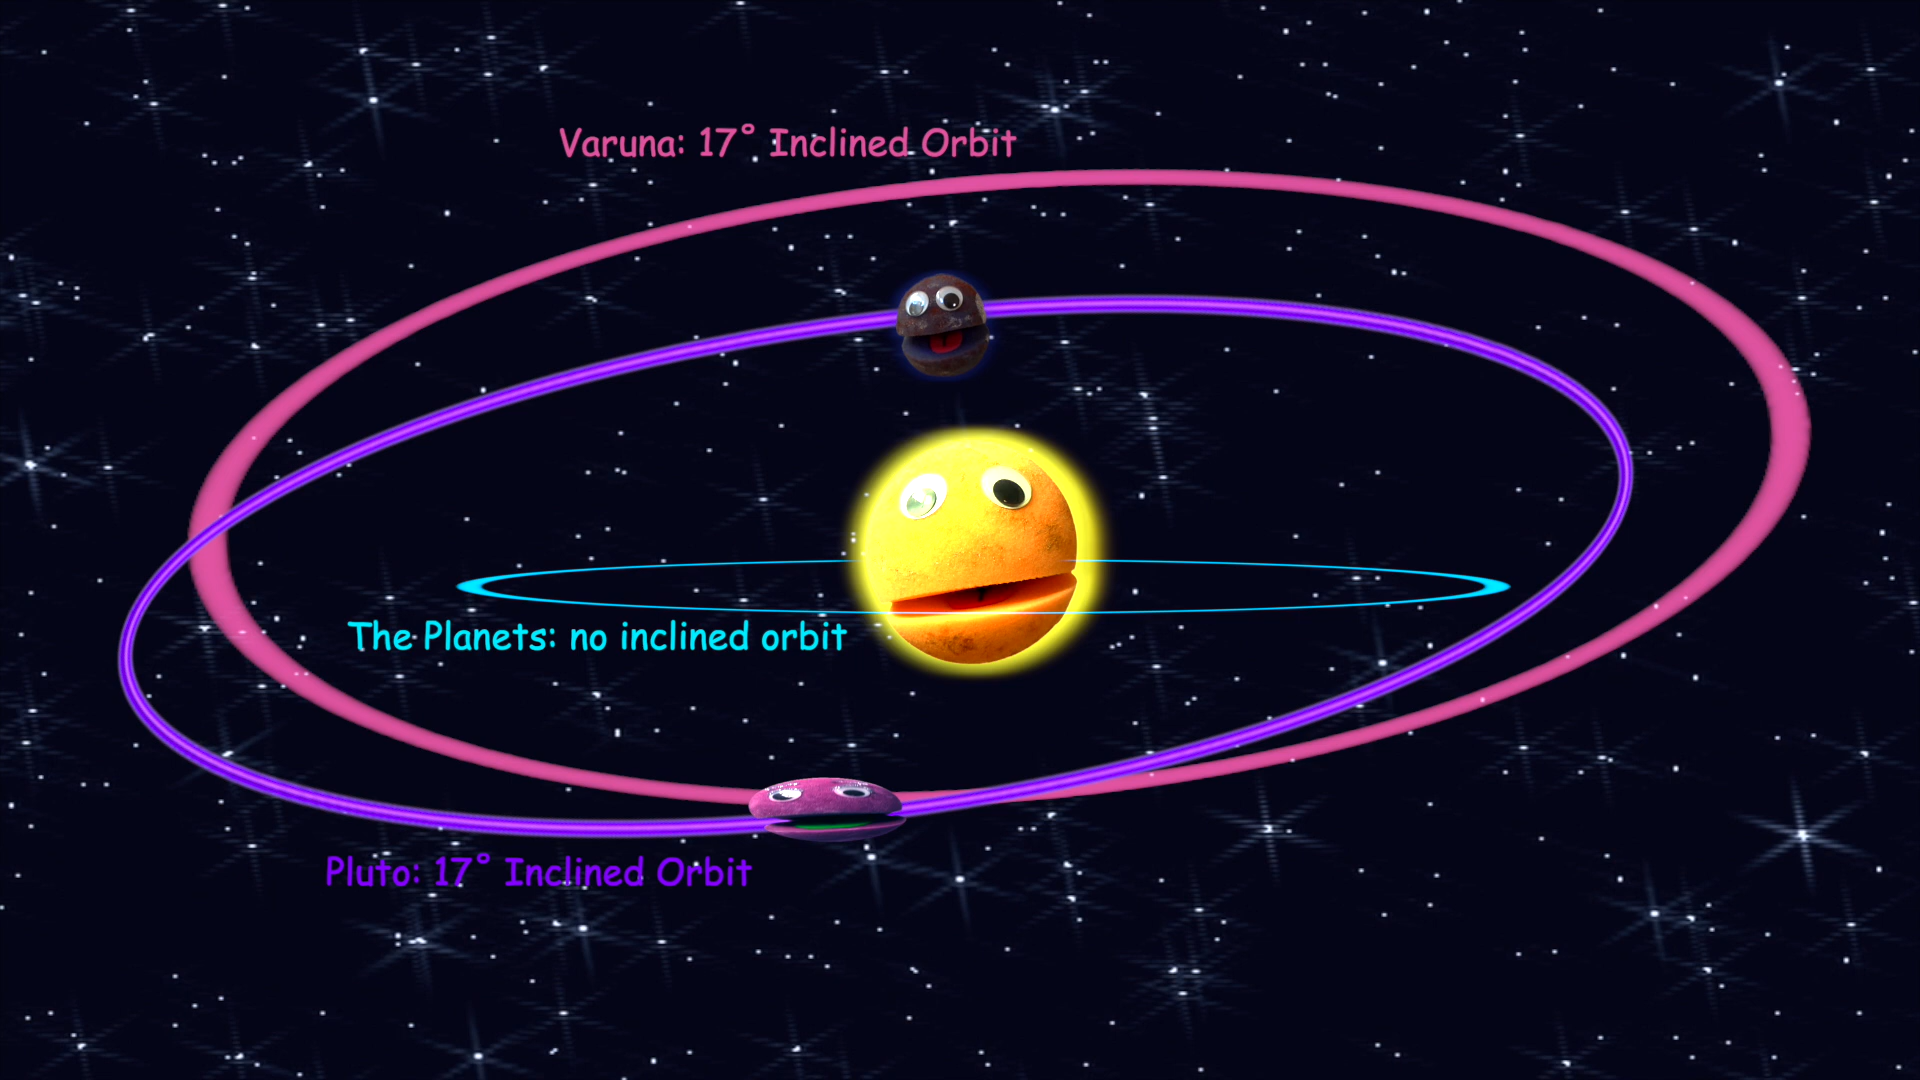 Varuna: 17° Inclined Orbit
The Planets: no inclined orbit
Pluto: 17° Inclined Orbit